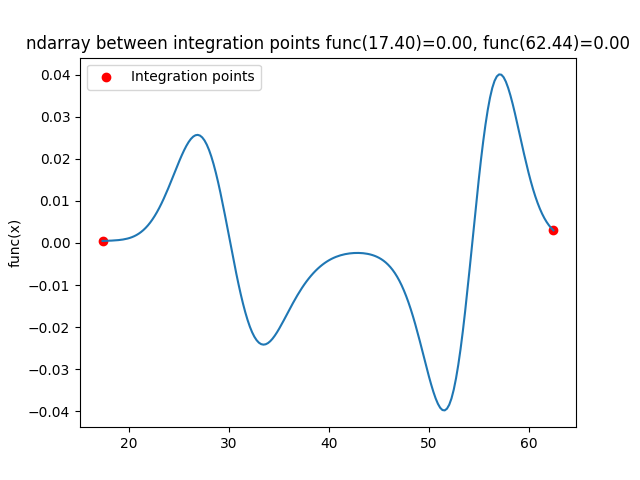 ndarray between integration points func(17.40)=0.00, func(62.44)=0.00
Integration points
func(x)
0.04
0.03
0.02
0.01
0.00
−0.01
−0.02
−0.03
−0.04
20 30 40 50 60